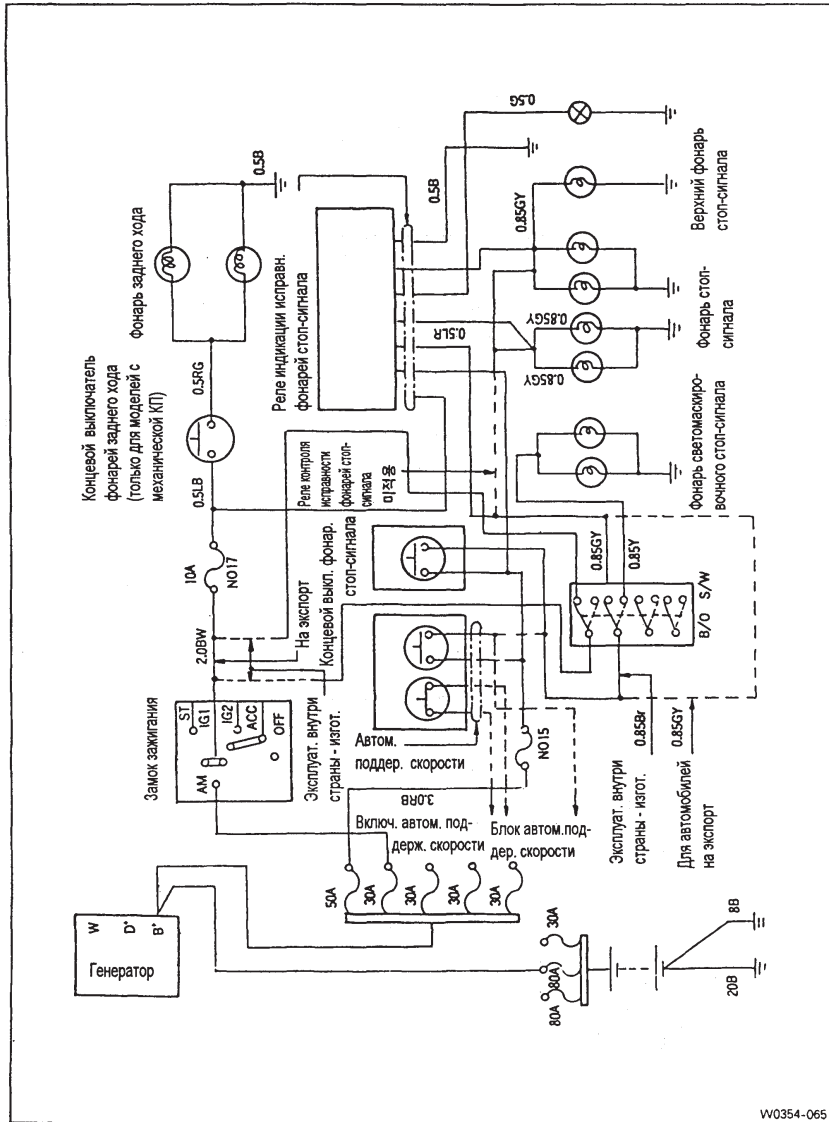 Концевой выключатель
фонарей заднего хода
(только для моделей с
механической КП)
Фонарь заднего хода
0.5B
0.5RG
0.5LB
10A
NO17
2.0BW
Замок зажигания
ST
IG1
IG2
ACC
OFF
AM
Генератор
W
D+
B+
Реле индикации исправн.
фонарей стоп-сигнала
Реле контроля
исправности
фонарей стоп-
сигнала
미적용
На экспорт
Концевой выкл. фонар.
стоп-сигнала
Эксплуат. внутри
страны - изгот.
Автом.
поддер. скорости
3.0RB
Включ. автом. под-
держ. скорости
Блок автом.под-
дер. скорости
NO15
50A
30A
30A
30A
30A
0.5G
0.5B
0.85GY
Верхний фонарь
стоп-сигнала
0.5LR
0.85GY
0.85GY
Фонарь стоп-
сигнала
Фонарь светомаскиро-
вочного стоп-сигнала
0.85GY
0.85Y
B/O S/W
0.85Br
0.85GY
Эксплуат. внутри
страны - изгот.
Для автомобилей
на экспорт
30A
80A
80A
8B
20B
W0354-065